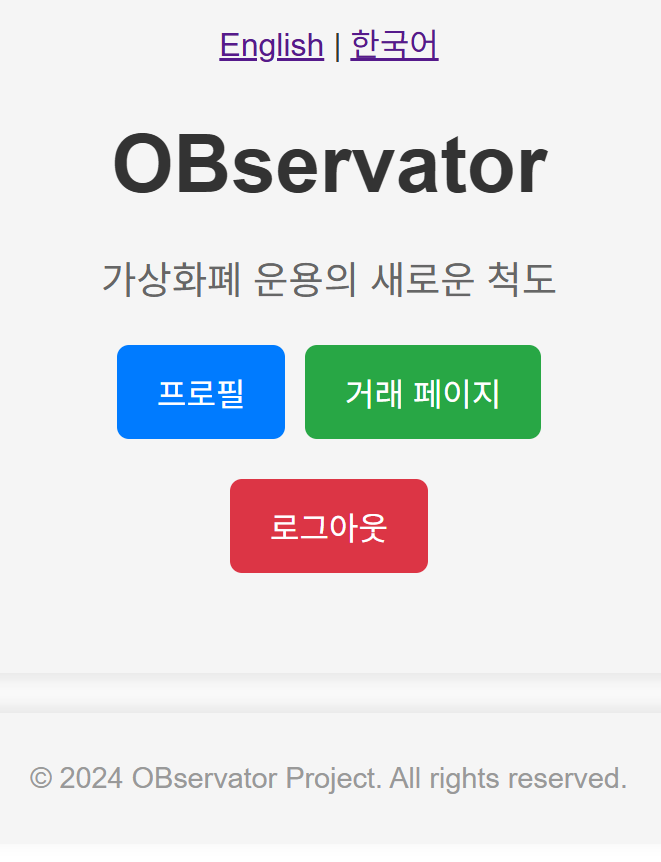 English | 한국어
OBservator
가상화폐 운용의 새로운 척도
프로필 거래 페이지
로그아웃
© 2024 OBservator Project. All rights reserved.